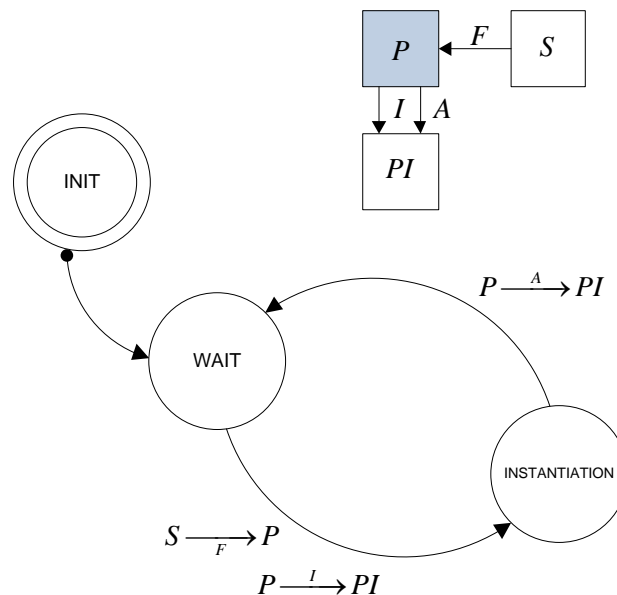 P
F
S
I
A
PI
INIT
P A PI
WAIT
INSTANTIATION
S F P
P I PI